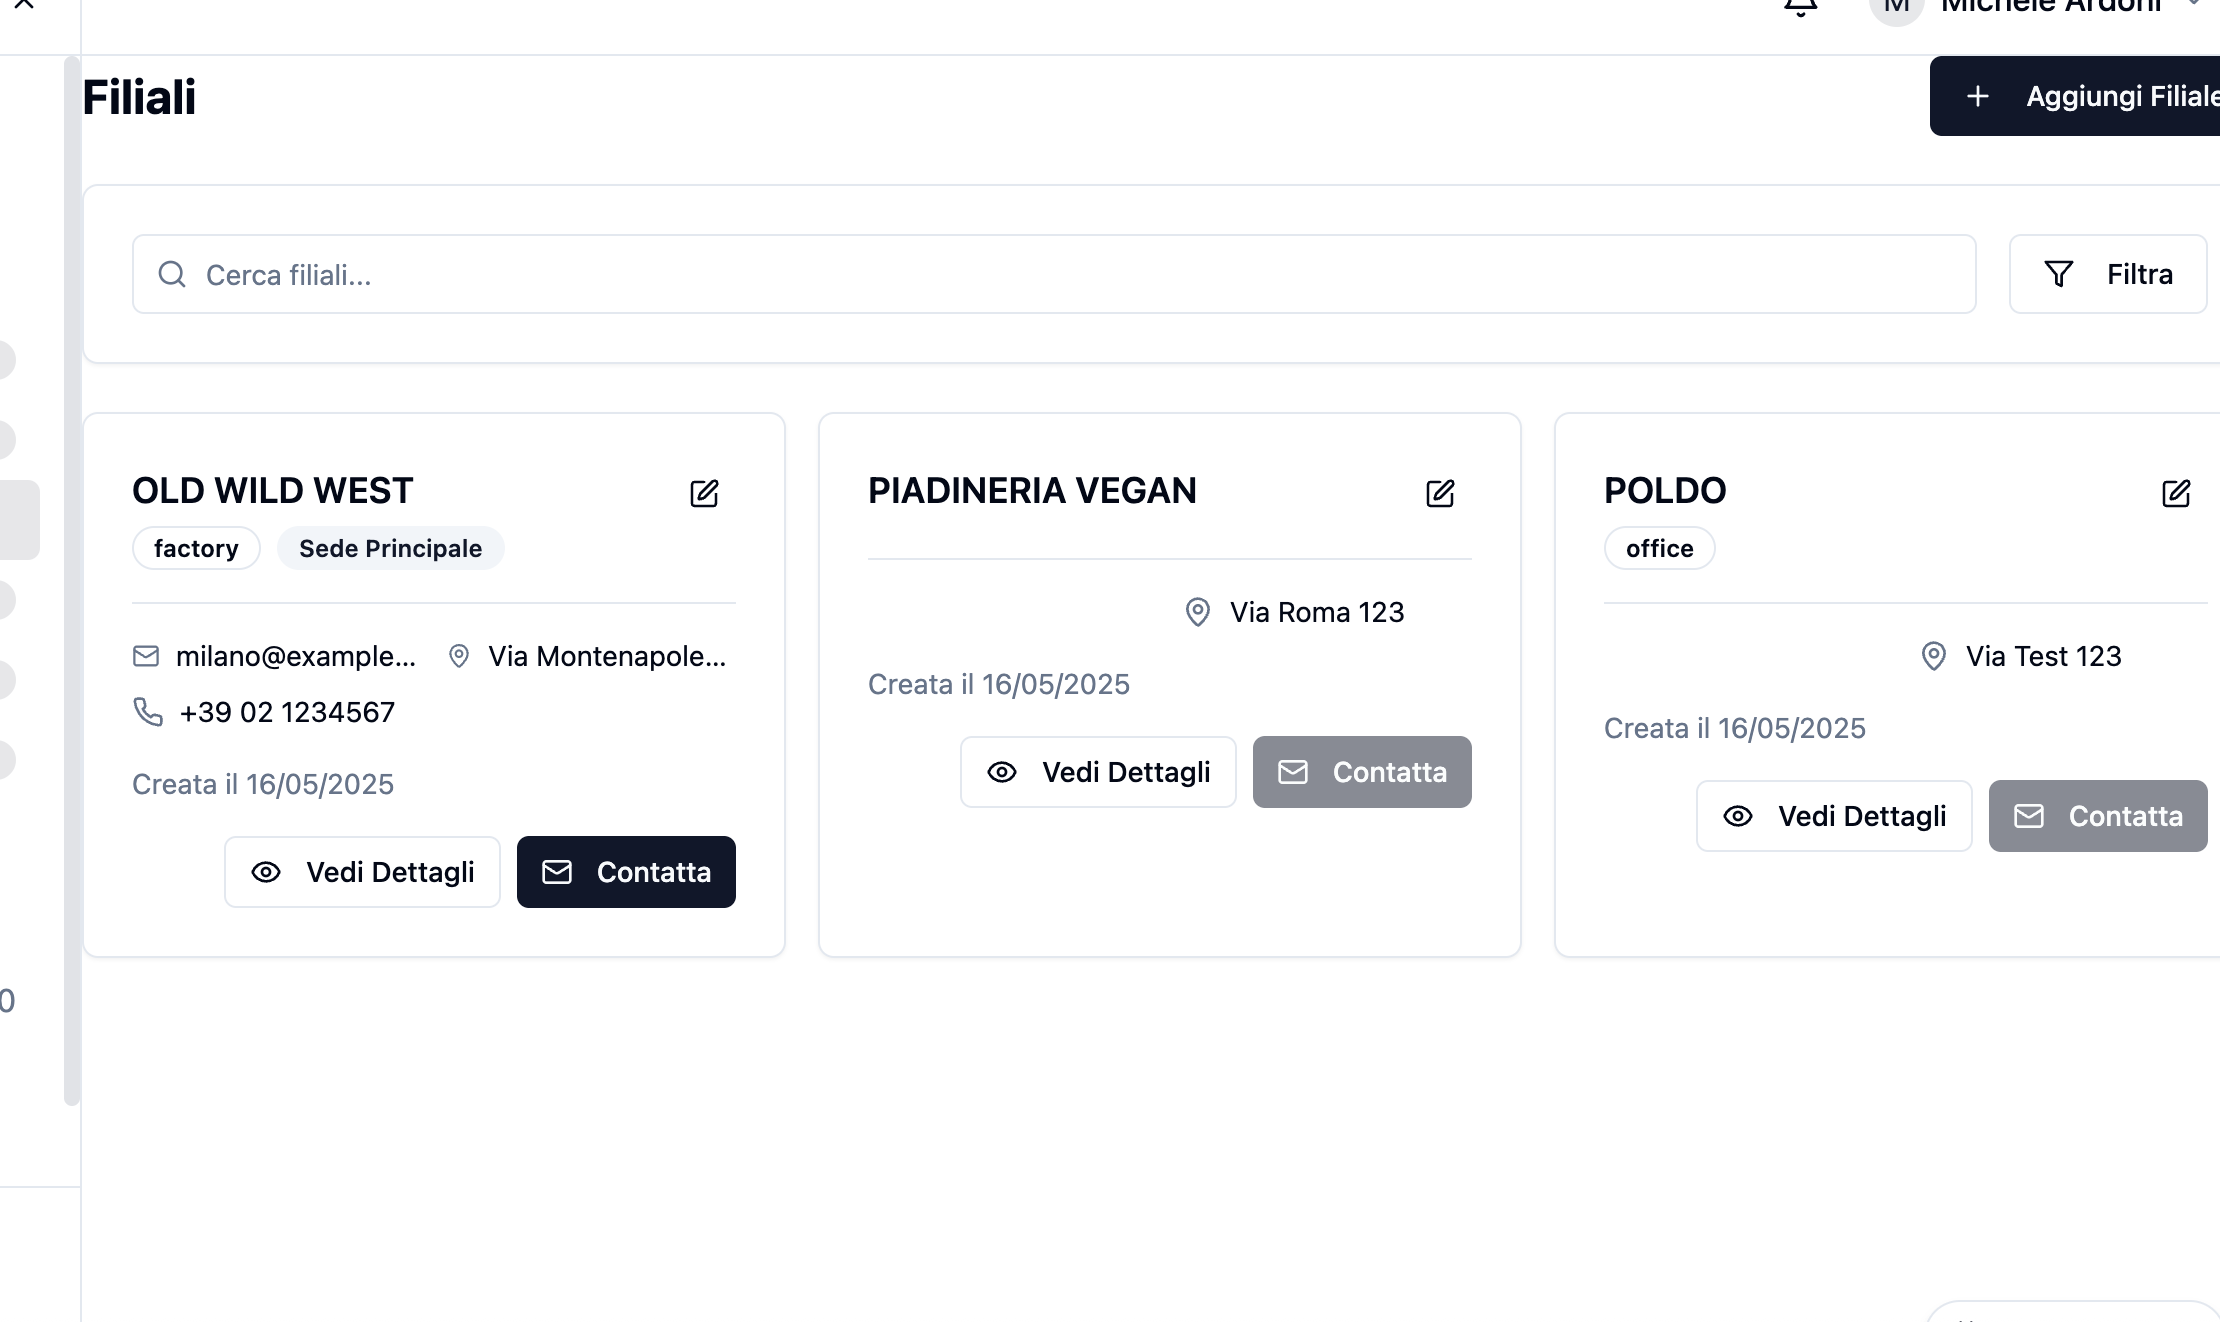 M Michele Ardoni
Filiali
Aggiungi Filiale
Cerca filiali...
Filtra
OLD WILD WEST
factory
Sede Principale
milano@example...
Via Montenapole...
+39 02 1234567
Creata il 16/05/2025
Vedi Dettagli
Contatta
PIADINERIA VEGAN
Via Roma 123
Creata il 16/05/2025
Vedi Dettagli
Contatta
POLDO
office
Via Test 123
Creata il 16/05/2025
Vedi Dettagli
Contatta
0